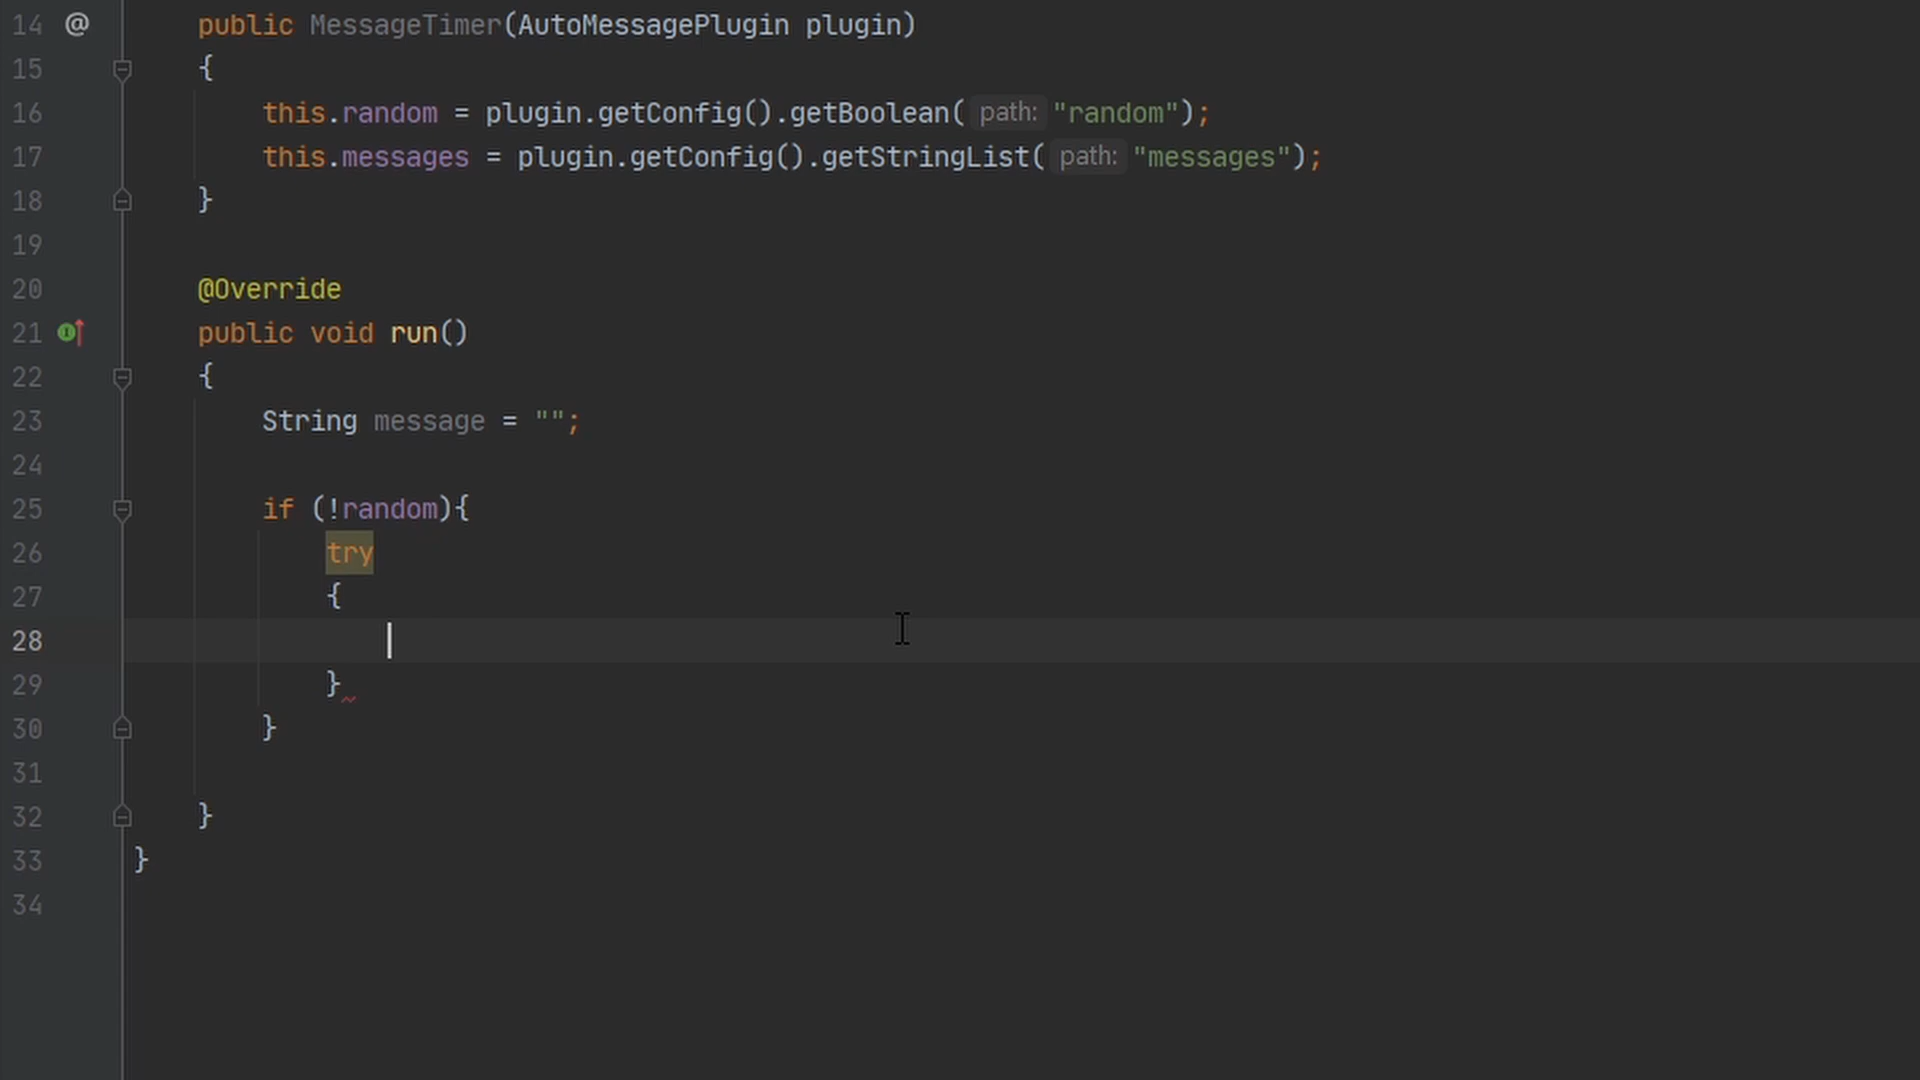 14 @ public MessageTimer(AutoMessagePlugin plugin)
15 {
16 this.random = plugin.getConfig().getBoolean( path: "random");
17 this.messages = plugin.getConfig().getStringList( path: "messages");
18 }
19
20 @Override
21 public void run()
22 {
23 String message = "";
24
25 if (!random){
26 try
27 {
28
29 }
30 }
31
32 }
33 }
34